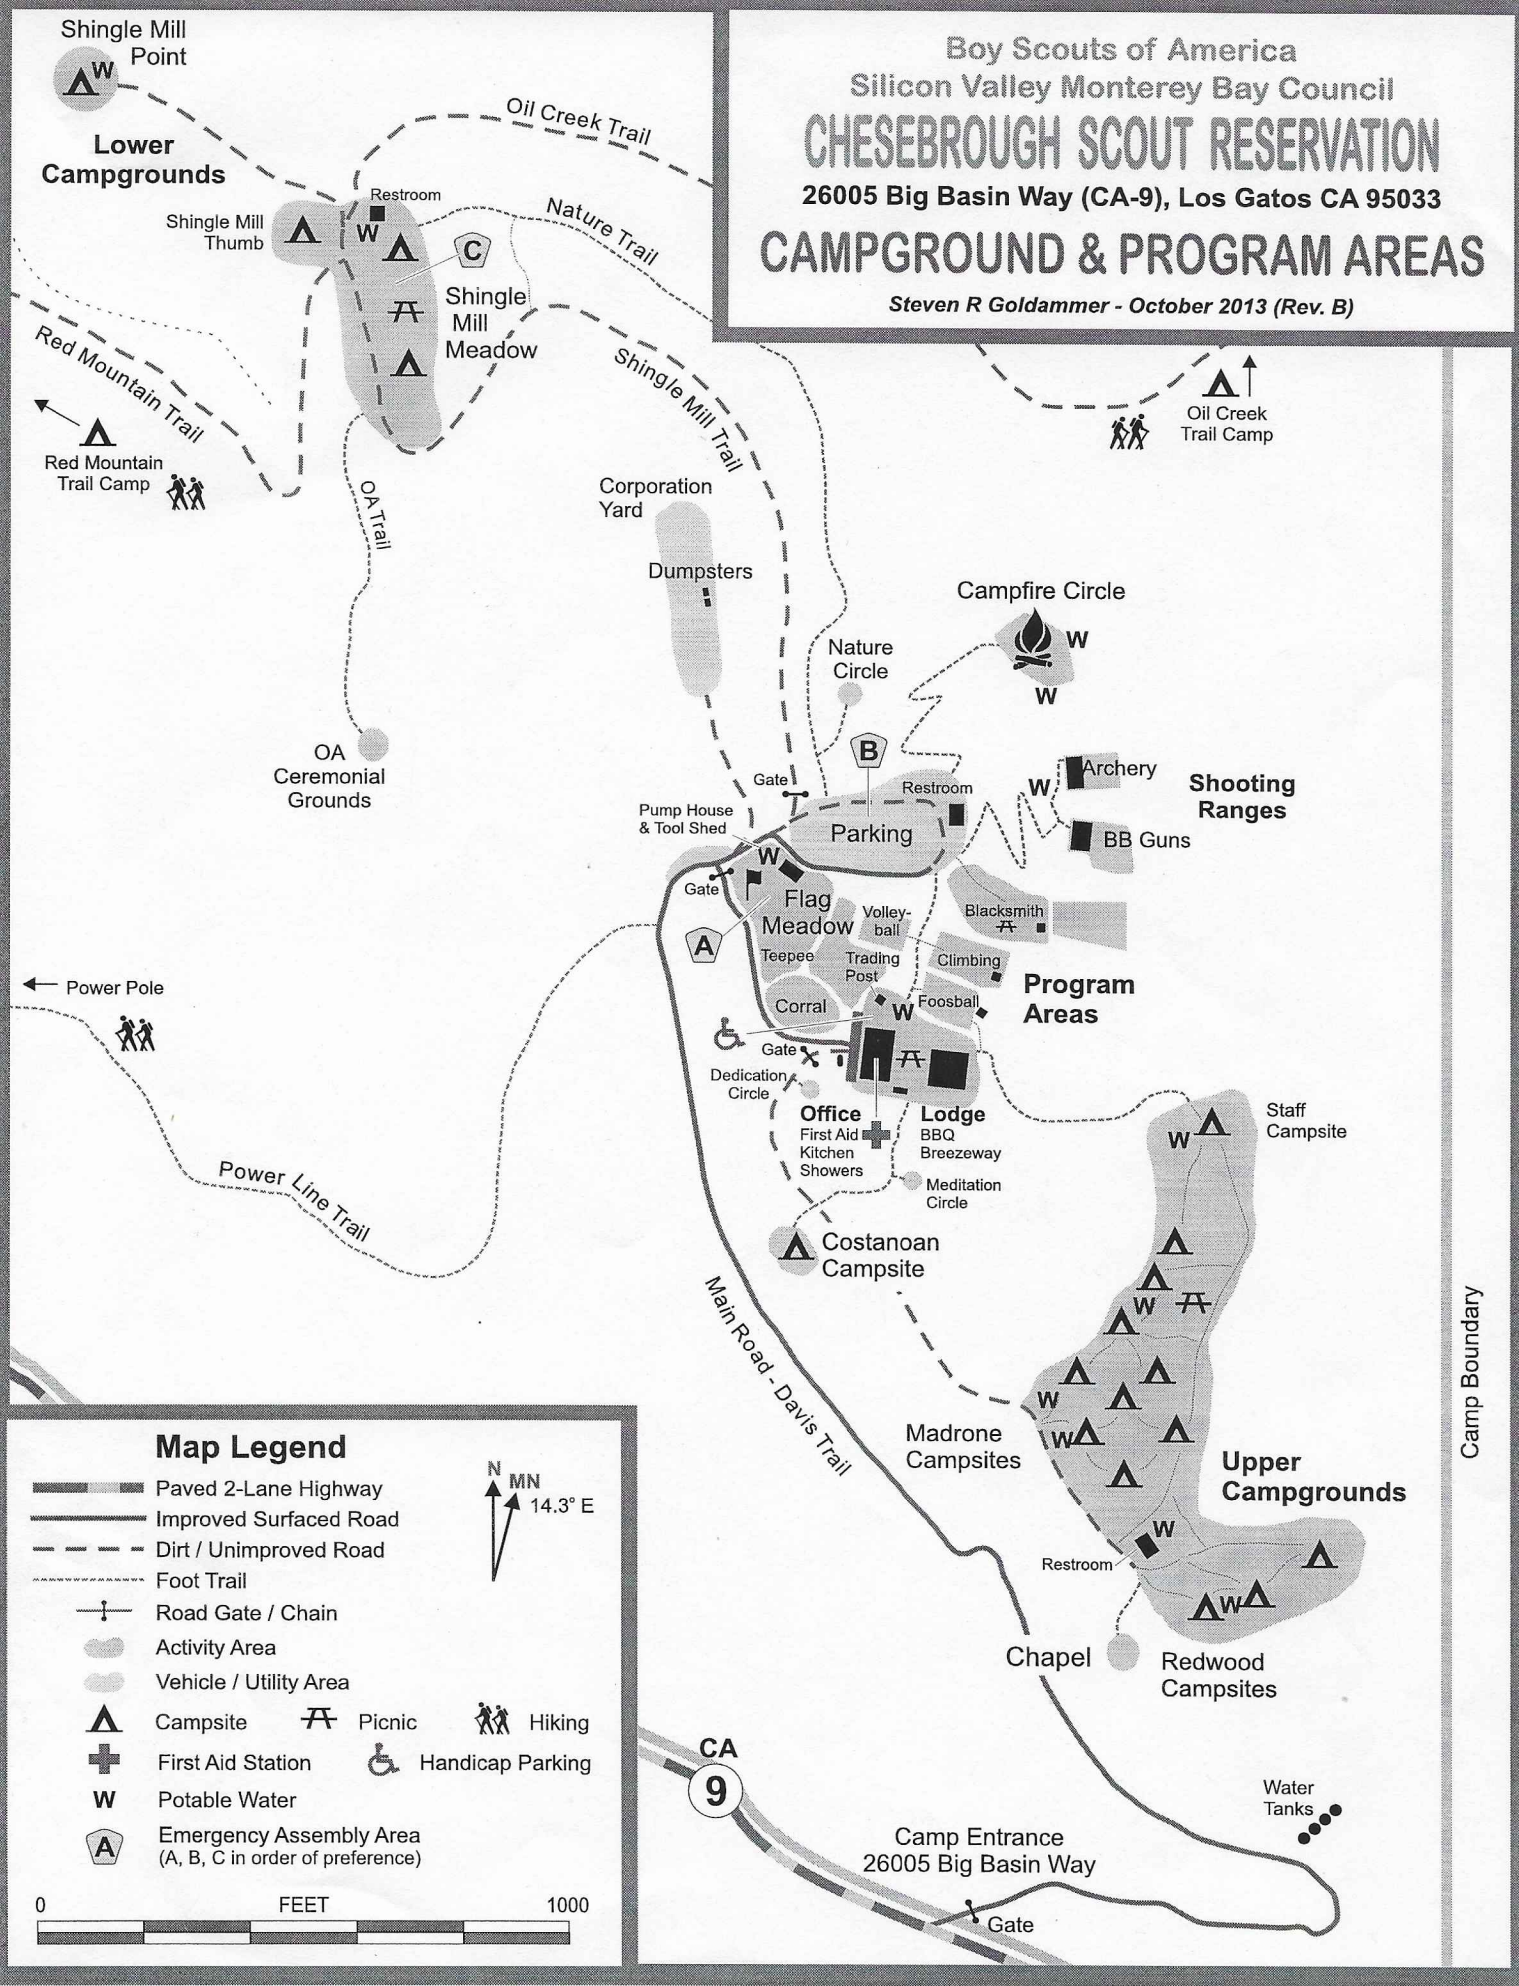 Boy Scouts of America
Silicon Valley Monterey Bay Council
CHESEBROUGH SCOUT RESERVATION
26005 Big Basin Way (CA-9), Los Gatos CA 95033
CAMPGROUND & PROGRAM AREAS
Steven R Goldammer - October 2013 (Rev. B)
Shingle Mill
Point
W
Lower
Campgrounds
Oil Creek Trail
Restroom
Shingle Mill
Thumb
W
C
Nature Trail
Shingle
Mill
Meadow
Red Mountain Trail
Shingle Mill Trail
Red Mountain
Trail Camp
Oil Creek
Trail Camp
OA Trail
Corporation
Yard
Dumpsters
Campfire Circle
W
W
Nature
Circle
OA
Ceremonial
Grounds
B
Gate
Restroom
Pump House
& Tool Shed
Parking
W
Archery
W
BB Guns
Shooting
Ranges
Gate
Flag
Meadow
A
Volley-
ball
Blacksmith
Teepee
Trading
Post
Climbing
Program
Areas
Corral
W
Foosball
Power Pole
Gate
Dedication
Circle
Office
First Aid
Kitchen
Showers
Lodge
BBQ
Breezeway
Meditation
Circle
Staff
Campsite
W
Power Line Trail
Costanoan
Campsite
Main Road - Davis Trail
W
W
W
Madrone
Campsites
Upper
Campgrounds
Camp Boundary
W
Restroom
W
Chapel
Redwood
Campsites
CA
9
Water
Tanks
Camp Entrance
26005 Big Basin Way
Gate
Map Legend
N
MN
14.3° E
Paved 2-Lane Highway
Improved Surfaced Road
Dirt / Unimproved Road
Foot Trail
Road Gate / Chain
Activity Area
Vehicle / Utility Area
Campsite
Picnic
Hiking
First Aid Station
Handicap Parking
W
Potable Water
A
Emergency Assembly Area
(A, B, C in order of preference)
0
FEET
1000